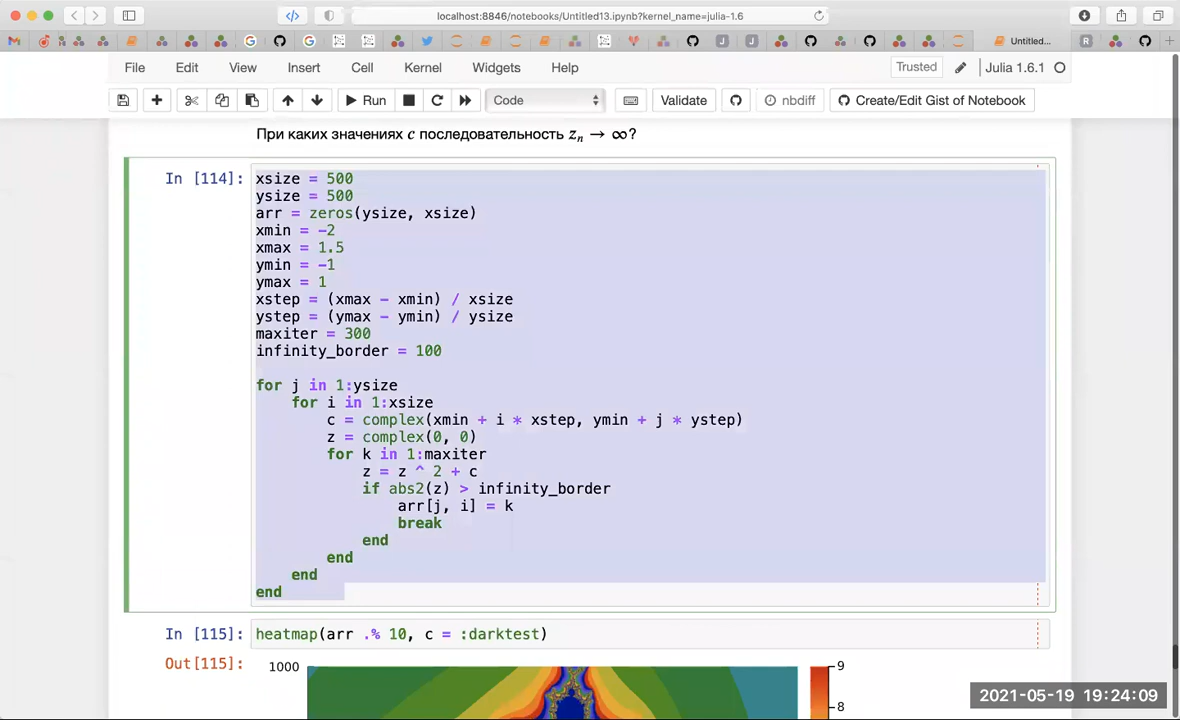 localhost:8846/notebooks/Untitled13.ipynb?kernel_name=julia-1.6
Untitled...
File Edit View Insert Cell Kernel Widgets Help Trusted Julia 1.6.1
Run Code Validate nbdiff Create/Edit Gist of Notebook
При каких значениях c последовательность zₙ → ∞?
In [114]: xsize = 500
ysize = 500
arr = zeros(ysize, xsize)
xmin = -2
xmax = 1.5
ymin = -1
ymax = 1
xstep = (xmax - xmin) / xsize
ystep = (ymax - ymin) / ysize
maxiter = 300
infinity_border = 100
for j in 1:ysize
for i in 1:xsize
c = complex(xmin + i * xstep, ymin + j * ystep)
z = complex(0, 0)
for k in 1:maxiter
z = z ^ 2 + c
if abs2(z) > infinity_border
arr[j, i] = k
break
end
end
end
end
In [115]: heatmap(arr .% 10, c = :darktest)
Out[115]: 1000 9
8
2021-05-19 19:24:09